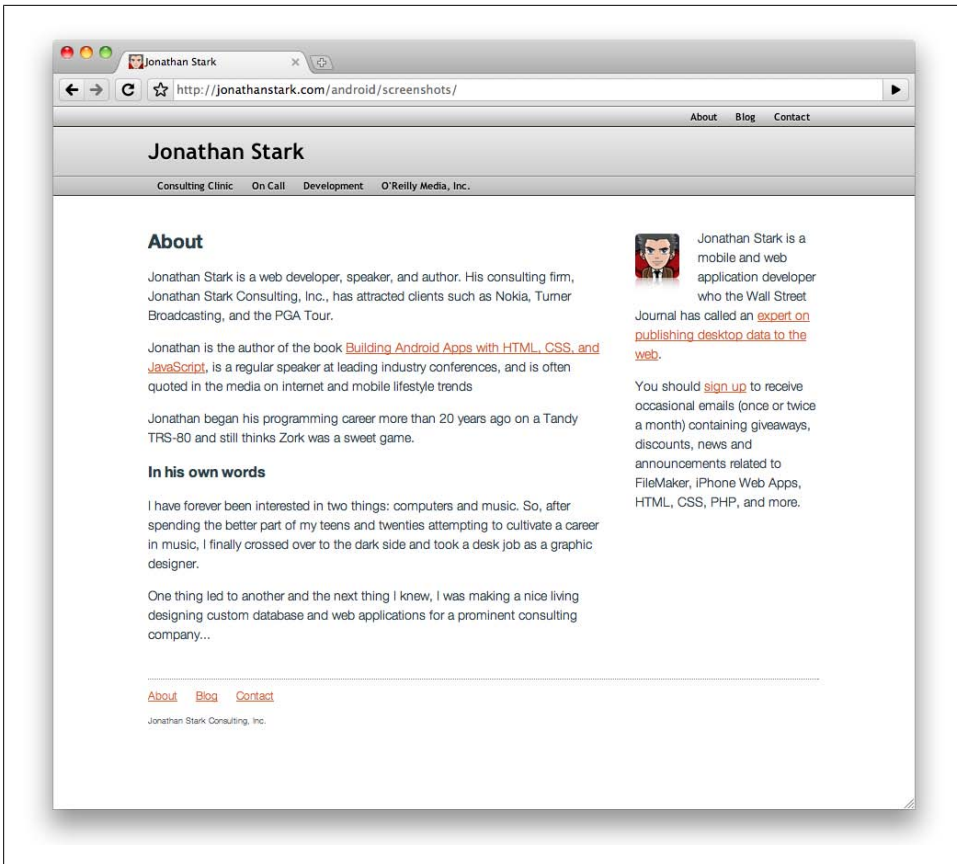 Jonathan Stark
http://jonathanstark.com/android/screenshots/
About Blog Contact
Jonathan Stark
Consulting Clinic On Call Development O'Reilly Media, Inc.
About
Jonathan Stark is a web developer, speaker, and author. His consulting firm,
Jonathan Stark Consulting, Inc., has attracted clients such as Nokia, Turner
Broadcasting, and the PGA Tour.
Jonathan is the author of the book Building Android Apps with HTML, CSS, and
JavaScript, is a regular speaker at leading industry conferences, and is often
quoted in the media on internet and mobile lifestyle trends
Jonathan began his programming career more than 20 years ago on a Tandy
TRS-80 and still thinks Zork was a sweet game.
In his own words
I have forever been interested in two things: computers and music. So, after
spending the better part of my teens and twenties attempting to cultivate a career
in music, I finally crossed over to the dark side and took a desk job as a graphic
designer.
One thing led to another and the next thing I knew, I was making a nice living
designing custom database and web applications for a prominent consulting
company...
Jonathan Stark is a
mobile and web
application developer
who the Wall Street
Journal has called an expert on
publishing desktop data to the
web.
You should sign up to receive
occasional emails (once or twice
a month) containing giveaways,
discounts, news and
announcements related to
FileMaker, iPhone Web Apps,
HTML, CSS, PHP, and more.
About Blog Contact
Jonathan Stark Consulting, Inc.